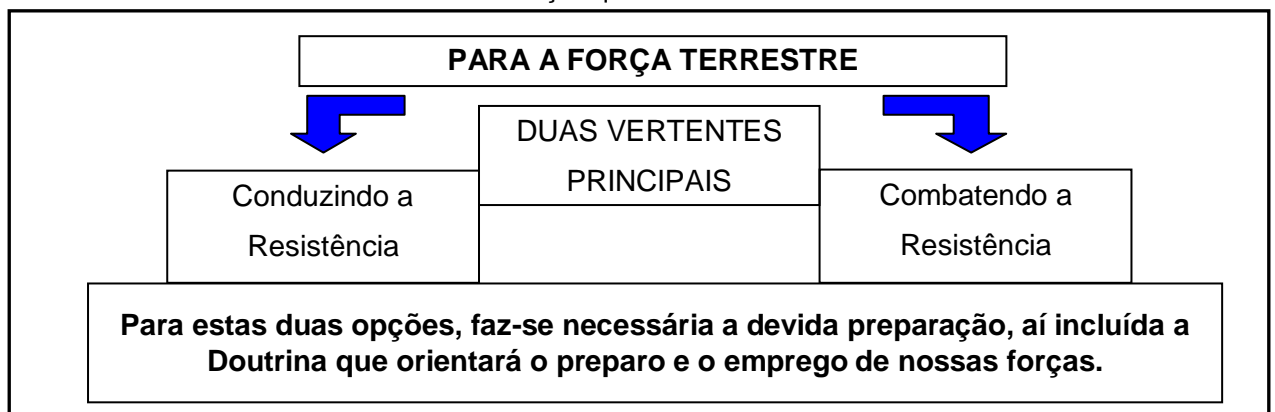 PARA A FORÇA TERRESTRE
DUAS VERTENTES
PRINCIPAIS
Conduzindo a
Resistência
Combatendo a
Resistência
Para estas duas opções, faz-se necessária a devida preparação, aí incluída a
Doutrina que orientará o preparo e o emprego de nossas forças.